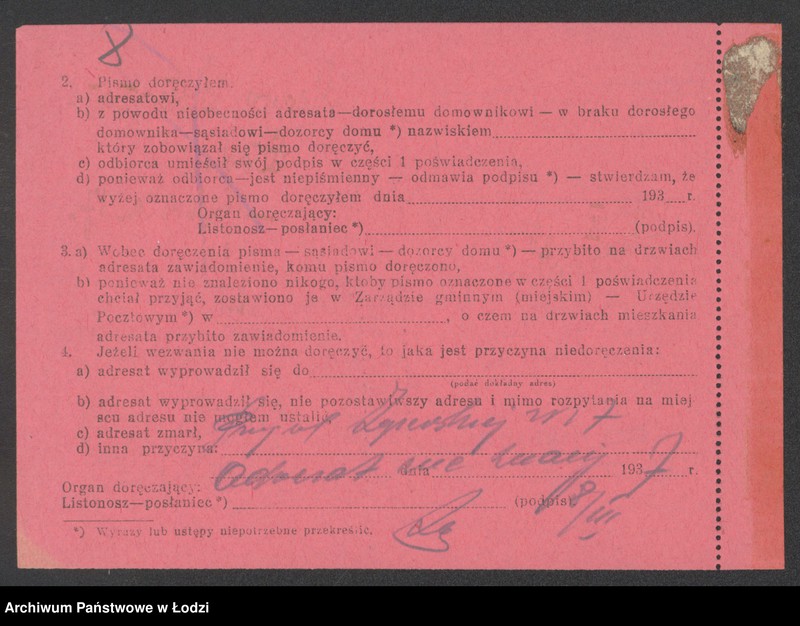 8
2. Pismo doręczyłem:
a) adresatowi,
b) z powodu nieobecności adresata—dorosłemu domownikowi — w braku dorosłego
domownika—sąsiadowi—dozorcy domu *) nazwiskiem
który zobowiązał się pismo doręczyć,
c) odbiorca umieścił swój podpis w części 1 poświadczenia,
d) ponieważ odbiorca—jest niepiśmienny — odmawia podpisu *) — stwierdzam, że
wyżej oznaczone pismo doręczyłem dnia 193 r.
Organ doręczający:
Listonosz—posłaniec *) (podpis).
3. a) Wobec doręczenia pisma — sąsiadowi — dozorcy domu *) — przybito na drzwiach
adresata zawiadomienie, komu pismo doręczono,
b) ponieważ nie znaleziono nikogo, ktoby pismo oznaczone w części 1 poświadczenia
chciał przyjąć, zostawiono je w Zarządzie gminnym (miejskim) — Urzędzie
Pocztowym *) w , o czem na drzwiach mieszkania
adresata przybito zawiadomienie.
4. Jeżeli wezwania nie można doręczyć, to jaka jest przyczyna niedoręczenia:
a) adresat wyprowadził się do
(podać dokładny adres)
b) adresat wyprowadził się, nie pozostawiwszy adresu i mimo rozpytania na miej
scu adresu nie mogłem ustalić,
c) adresat zmarł,
d) inna przyczyna:
Adresat dnia 1937 r.
Organ doręczający:
Listonosz—posłaniec *) (podpis) 8/III
*) Wyrazy lub ustępy niepotrzebne przekreślić.
Archiwum Państwowe w Łodzi